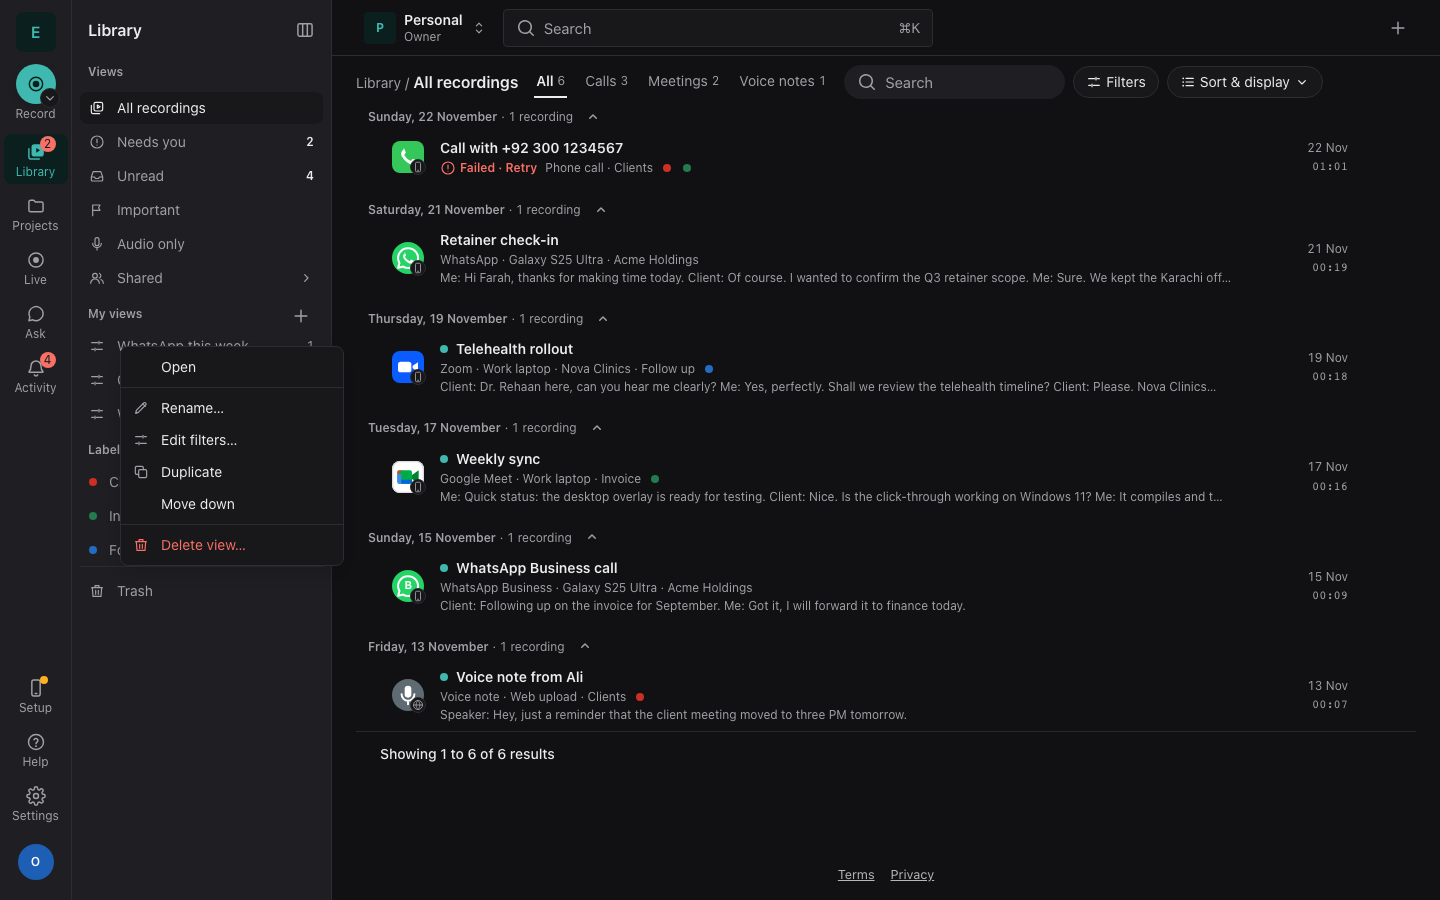 E
Record
2
Library
Projects
Live
Ask
4
Activity
Setup
Help
Settings
O
Library
Views
All recordings
Needs you 2
Unread 4
Important
Audio only
Shared
My views
WhatsApp this week 1
Open
Rename...
Edit filters...
Duplicate
Move down
Delete view...
Label
C
In
Fo
Trash
P
Personal
Owner
Search ⌘K
Library / All recordings
All 6 Calls 3 Meetings 2 Voice notes 1
Search
Filters
Sort & display
Sunday, 22 November · 1 recording
Call with +92 300 1234567
22 Nov
Failed · Retry Phone call · Clients
01:01
Saturday, 21 November · 1 recording
Retainer check-in
21 Nov
WhatsApp · Galaxy S25 Ultra · Acme Holdings
00:19
Me: Hi Farah, thanks for making time today. Client: Of course. I wanted to confirm the Q3 retainer scope. Me: Sure. We kept the Karachi off...
Thursday, 19 November · 1 recording
Telehealth rollout
19 Nov
Zoom · Work laptop · Nova Clinics · Follow up
00:18
Client: Dr. Rehaan here, can you hear me clearly? Me: Yes, perfectly. Shall we review the telehealth timeline? Client: Please. Nova Clinics...
Tuesday, 17 November · 1 recording
Weekly sync
17 Nov
Google Meet · Work laptop · Invoice
00:16
Me: Quick status: the desktop overlay is ready for testing. Client: Nice. Is the click-through working on Windows 11? Me: It compiles and t...
Sunday, 15 November · 1 recording
B
WhatsApp Business call
15 Nov
WhatsApp Business · Galaxy S25 Ultra · Acme Holdings
00:09
Client: Following up on the invoice for September. Me: Got it, I will forward it to finance today.
Friday, 13 November · 1 recording
Voice note from Ali
13 Nov
Voice note · Web upload · Clients
00:07
Speaker: Hey, just a reminder that the client meeting moved to three PM tomorrow.
Showing 1 to 6 of 6 results
Terms Privacy